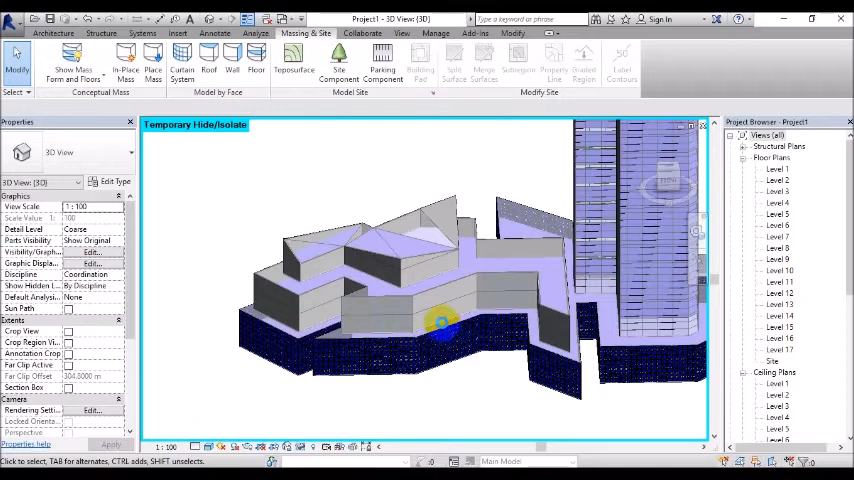 Project1 - 3D View: {3D}
Type a keyword or phrase
Sign In
Architecture Structure Systems Insert Annotate Analyze Massing & Site Collaborate View Manage Add-Ins Modify
Modify
Show Mass
Form and Floors
In-Place
Mass
Place
Mass
Curtain
System
Roof
Wall
Floor
Toposurface
Site
Component
Parking
Component
Building
Pad
Split
Surface
Merge
Surfaces
Subregion
Property
Line
Graded
Region
50
Label
Contours
Select
Conceptual Mass
Model by Face
Model Site
Modify Site
Properties
3D View
3D View: {3D}
Edit Type
Graphics
View Scale 1 : 100
Scale Value 1: 100
Detail Level Coarse
Parts Visibility Show Original
Visibility/Graph... Edit...
Graphic Displa... Edit...
Discipline Coordination
Show Hidden L... By Discipline
Default Analysi... None
Sun Path
Extents
Crop View
Crop Region Vi...
Annotation Crop
Far Clip Active
Far Clip Offset 304.8000 m
Section Box
Camera
Rendering Setti... Edit...
Locked Orienta...
Perspective
Properties help
Apply
Temporary Hide/Isolate
FRONT
1 : 100
Project Browser - Project1
Views (all)
Structural Plans
Floor Plans
Level 1
Level 2
Level 3
Level 4
Level 5
Level 6
Level 7
Level 8
Level 9
Level 10
Level 11
Level 12
Level 13
Level 14
Level 15
Level 16
Level 17
Site
Ceiling Plans
Level 1
Level 2
Level 3
Level 4
Level 5
Level 6
Click to select, TAB for alternates, CTRL adds, SHIFT unselects.
:0
Main Model
:0